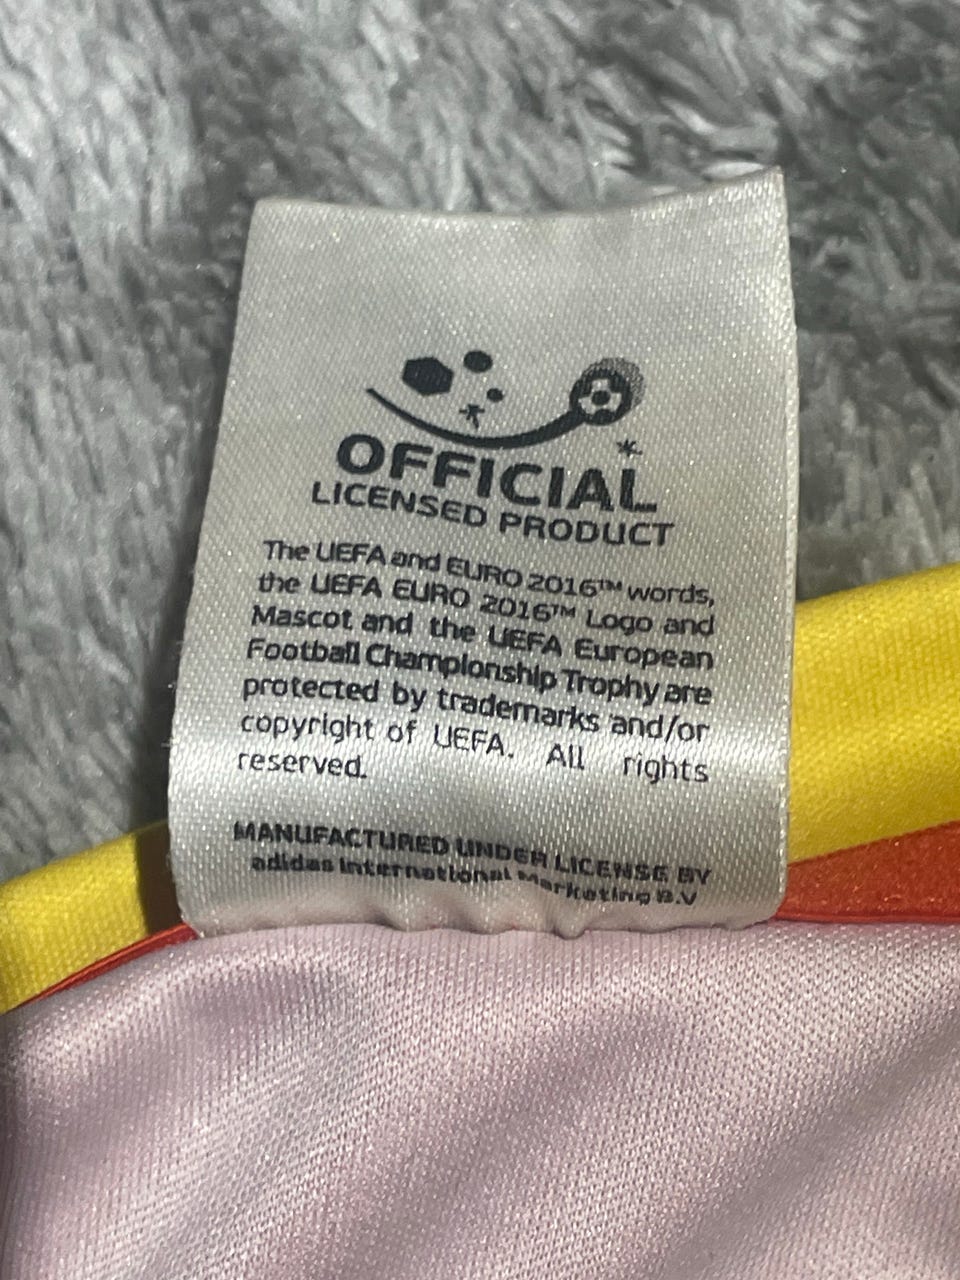 OFFICIAL
LICENSED PRODUCT
The UEFA and EURO 2016™ words,
the UEFA EURO 2016™ Logo and
Mascot and the UEFA European
Football Championship Trophy are
protected by trademarks and/or
copyright of UEFA. All rights
reserved.
MANUFACTURED UNDER LICENSE BY
adidas International Marketing B.V